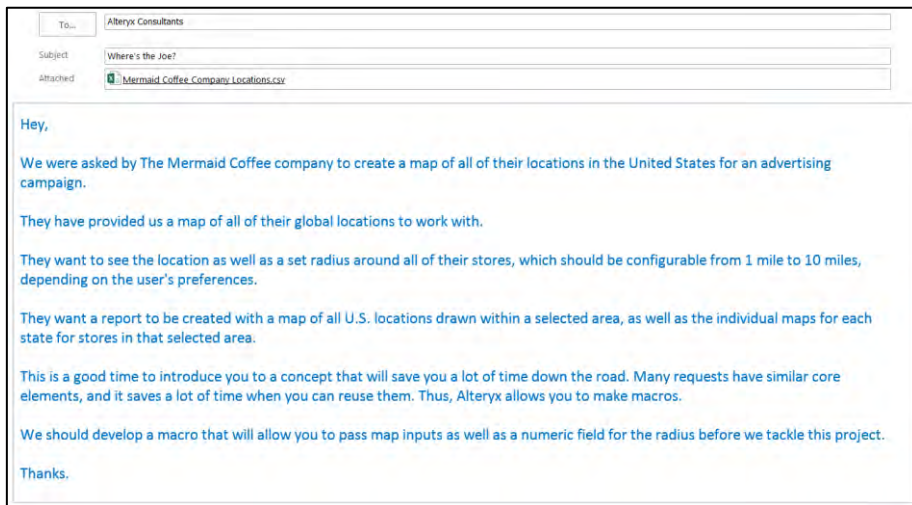 To...
Alteryx Consultants
Subject
Where's the Joe?
Attached
Mermaid Coffee Company Locations.csv
Hey,
We were asked by The Mermaid Coffee company to create a map of all of their locations in the United States for an advertising
campaign.
They have provided us a map of all of their global locations to work with.
They want to see the location as well as a set radius around all of their stores, which should be configurable from 1 mile to 10 miles,
depending on the user's preferences.
They want a report to be created with a map of all U.S. locations drawn within a selected area, as well as the individual maps for each
state for stores in that selected area.
This is a good time to introduce you to a concept that will save you a lot of time down the road. Many requests have similar core
elements, and it saves a lot of time when you can reuse them. Thus, Alteryx allows you to make macros.
We should develop a macro that will allow you to pass map inputs as well as a numeric field for the radius before we tackle this project.
Thanks.